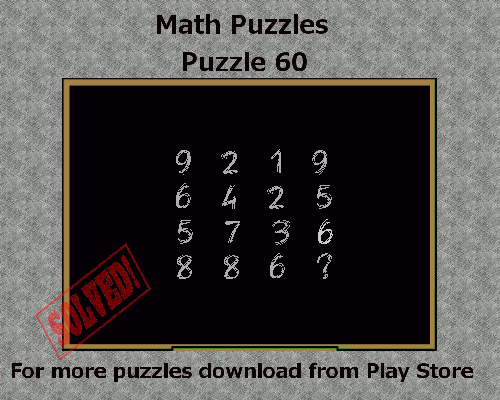 Math Puzzles
Puzzle 60
9 2 1 9
6 4 2 5
5 7 3 6
8 8 6 ?
SOLVED!
For more puzzles download from Play Store